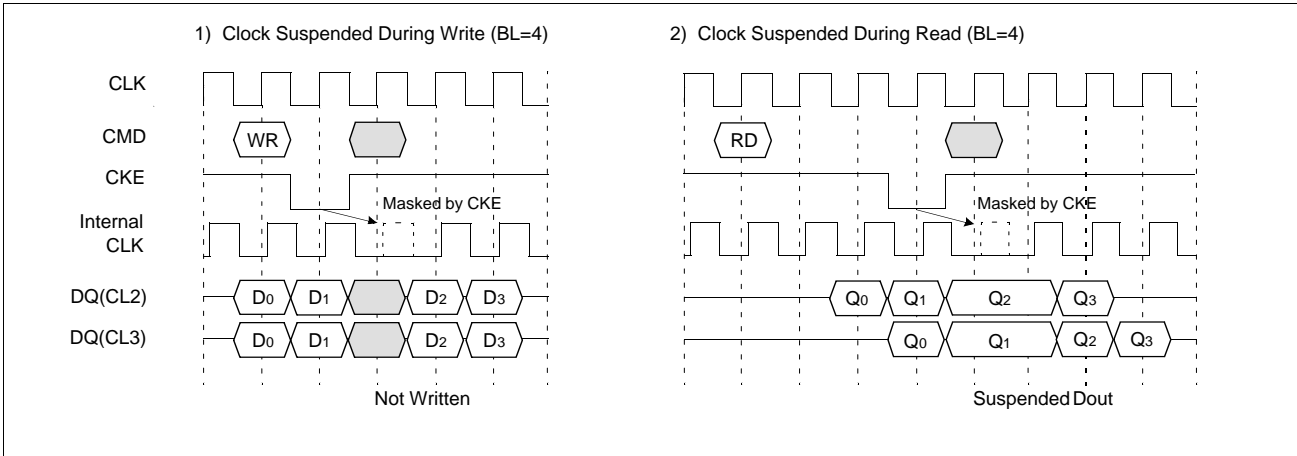 1) Clock Suspended During Write (BL=4)
2) Clock Suspended During Read (BL=4)
CLK
CMD
WR
RD
CKE
Masked by CKE
Masked by CKE
Internal
CLK
DQ(CL2)
D0 D1 D2 D3
Q0 Q1 Q2 Q3
DQ(CL3)
D0 D1 D2 D3
Q0 Q1 Q2 Q3
Not Written
Suspended Dout